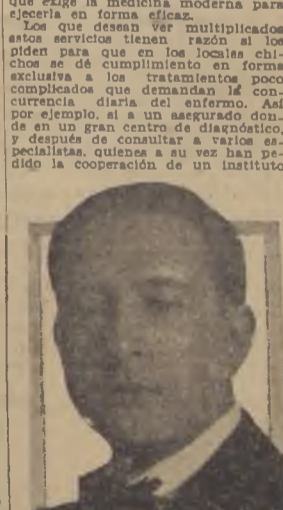 que exige la medicina moderna para
ejercerla en forma eficaz.
Los que desean ver multiplicados
estos servicios tienen razón si los
piden para que en los locales chi-
chos se dé cumplimiento en forma
exclusiva a los tratamientos poco
complicados que demandan la con-
currencia diaria del enfermo. Así
por ejemplo, si a un asegurado don-
de en un gran centro de diagnóstico,
y después de consultar a varios es-
pecialistas, quienes a su vez han pe-
dido la cooperación de un instituto